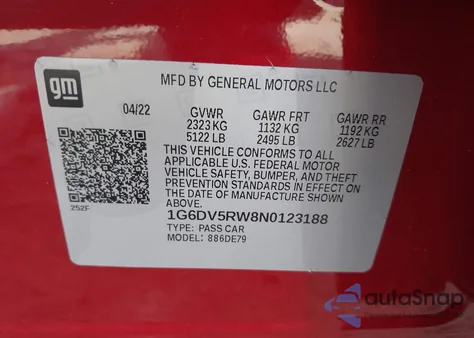 gm
MFD BY GENERAL MOTORS LLC
04/22 GVWR GAWR FRT GAWR RR
2323 KG 1132 KG 1192 KG
5122 LB 2495 LB 2627 LB
THIS VEHICLE CONFORMS TO ALL
APPLICABLE U.S. FEDERAL MOTOR
VEHICLE SAFETY, BUMPER, AND THEFT
PREVENTION STANDARDS IN EFFECT ON
THE DATE OF MANUFACTURE SHOWN
ABOVE.
252F
1G6DV5RW8N0123188
TYPE: PASS CAR
MODEL: 886DE79
autoSnap